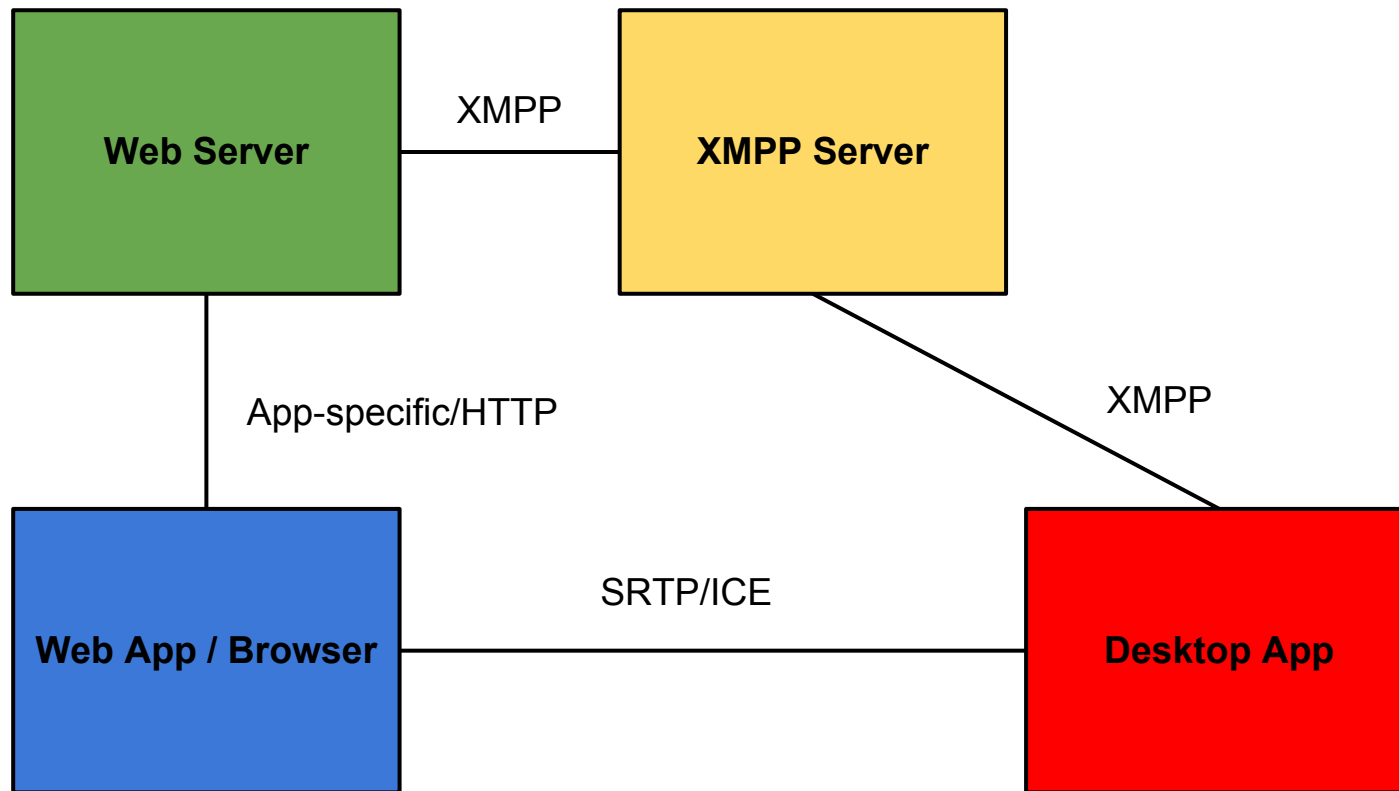 XMPP
Web Server
XMPP Server
App-specific/HTTP
XMPP
SRTP/ICE
Web App / Browser
Desktop App